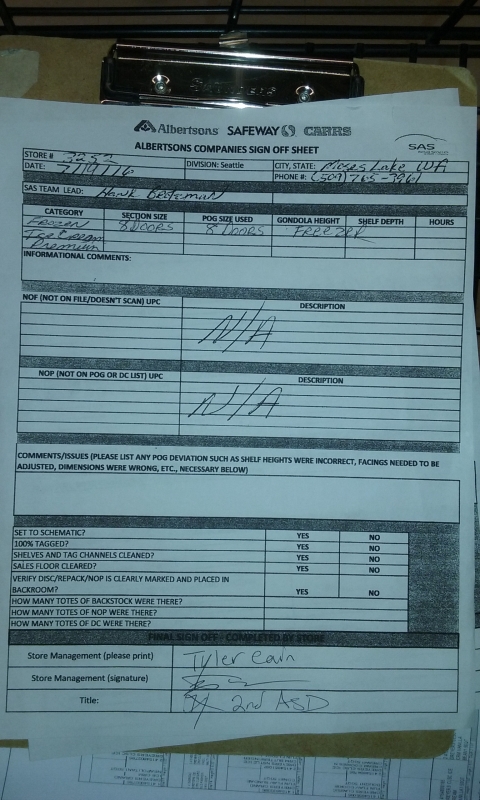 Albertsons SAFEWAY CARRS
ALBERTSONS COMPANIES SIGN OFF SHEET
SAS
STORE # 3252 DIVISION: Seattle CITY, STATE: Moses Lake WA
DATE: 7/19/16 PHONE #: (509) 765-3961
SAS TEAM LEAD: Hank
CATEGORY SECTION SIZE POG SIZE USED GONDOLA HEIGHT SHELF DEPTH HOURS
Frozen 8 DOORS 8 DOORS FREEZER
Ice Cream
Premium
INFORMATIONAL COMMENTS:
NOF (NOT ON FILE/DOESN'T SCAN) UPC DESCRIPTION
N/A
NOP (NOT ON POG OR DC LIST) UPC DESCRIPTION
N/A
COMMENTS/ISSUES (PLEASE LIST ANY POG DEVIATION SUCH AS SHELF HEIGHTS WERE INCORRECT, FACINGS NEEDED TO BE
ADJUSTED, DIMENSIONS WERE WRONG, ETC., NECESSARY BELOW)
SET TO SCHEMATIC? YES NO
100% TAGGED? YES NO
SHELVES AND TAG CHANNELS CLEANED? YES NO
SALES FLOOR CLEARED? YES NO
VERIFY DISC/REPACK/NOP IS CLEARLY MARKED AND PLACED IN
BACKROOM? YES NO
HOW MANY TOTES OF BACKSTOCK WERE THERE?
HOW MANY TOTES OF NOP WERE THERE?
HOW MANY TOTES OF DC WERE THERE?
FINAL SIGN OFF - COMPLETED BY STORE
Store Management (please print) Tyler
Store Management (signature)
Title: 2nd ASD